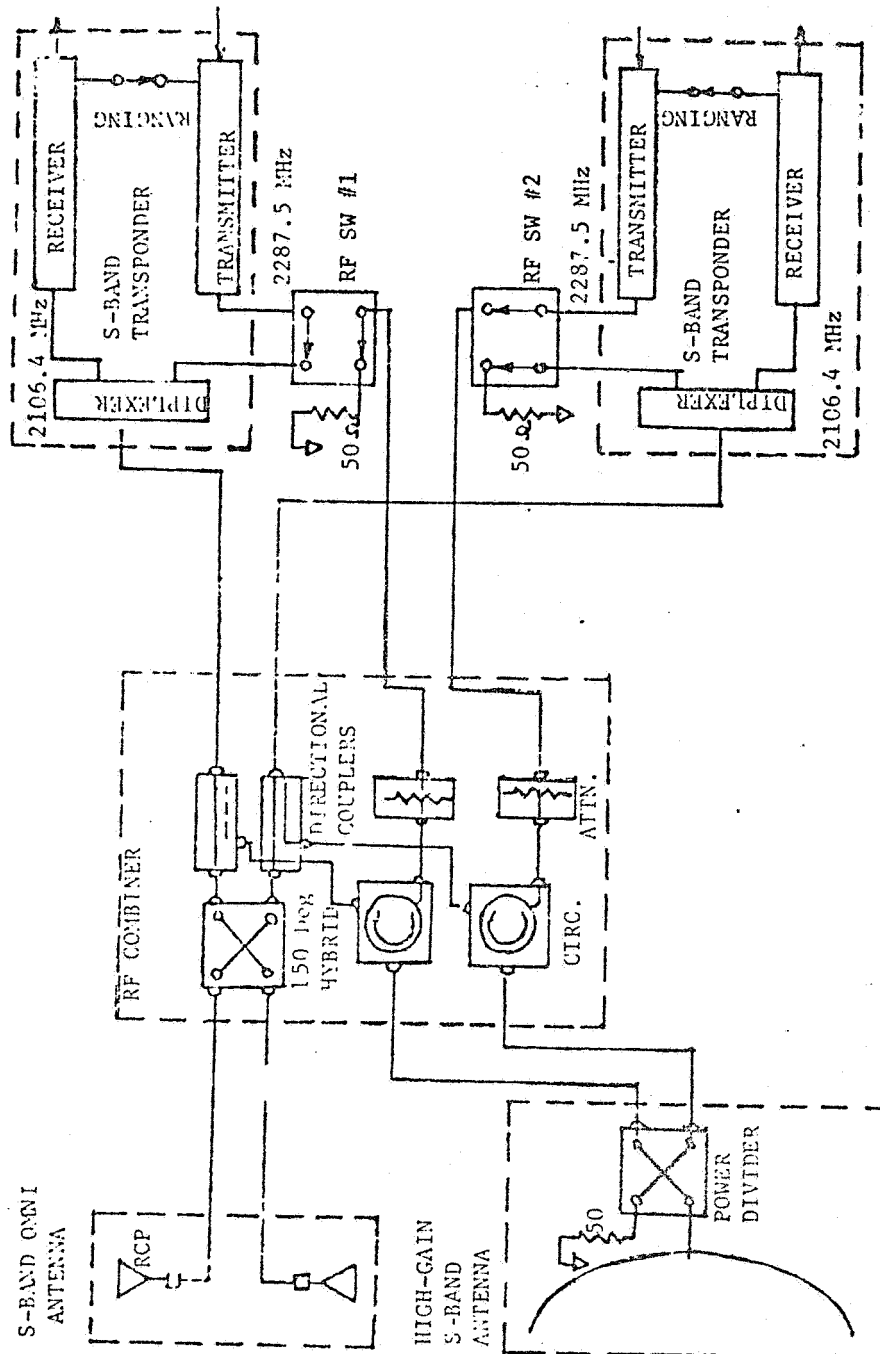 S-BAND OMNI
ANTENNA
RCP
HIGH-GAIN
S-BAND
ANTENNA
50
POWER
DIVIDER
RF COMBINER
150 Deg
HYBRID
DIRECTIONAL
COUPLERS
CIRC.
ATTN.
2106.4 MHz
DIPLEXER
S-BAND
TRANSPONDER
RECEIVER
RANGING
TRANSMITTER
2287.5 MHz
RF SW #1
50
RF SW #2
2287.5 MHz
50
TRANSMITTER
RANGING
S-BAND
TRANSPONDER
DIPLEXER
RECEIVER
2106.4 MHz